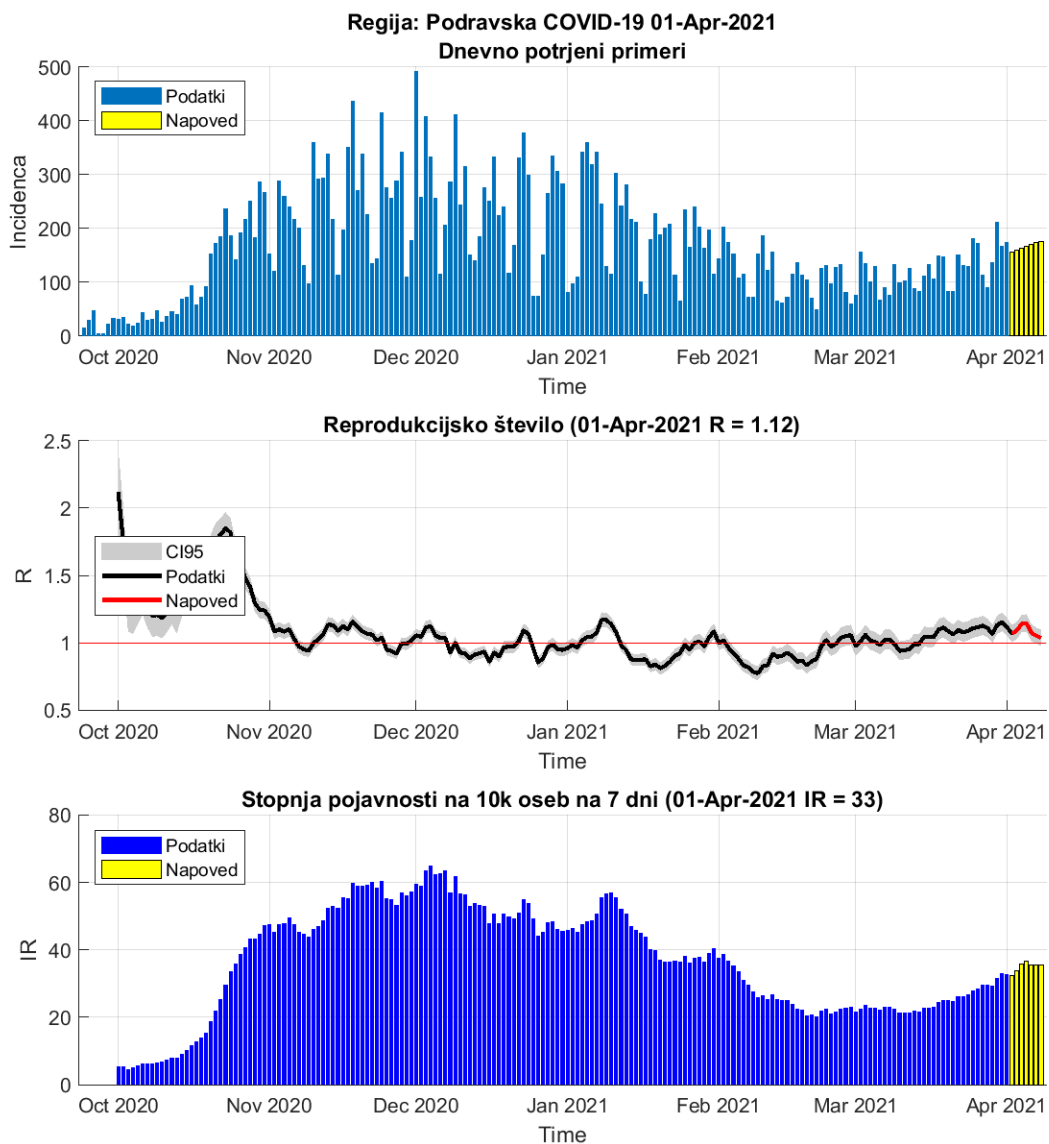 Regija: Podravska COVID-19 01-Apr-2021
Dnevno potrjeni primeri
500
400
300
200
100
0
Incidenca
Podatki
Napoved
Oct 2020 Nov 2020 Dec 2020 Jan 2021 Feb 2021 Mar 2021 Apr 2021
Time
Reprodukcijsko število (01-Apr-2021 R = 1.12)
2.5
2
1.5
1
0.5
R
CI95
Podatki
Napoved
Oct 2020 Nov 2020 Dec 2020 Jan 2021 Feb 2021 Mar 2021 Apr 2021
Time
Stopnja pojavnosti na 10k oseb na 7 dni (01-Apr-2021 IR = 33)
80
60
40
20
0
IR
Podatki
Napoved
Oct 2020 Nov 2020 Dec 2020 Jan 2021 Feb 2021 Mar 2021 Apr 2021
Time